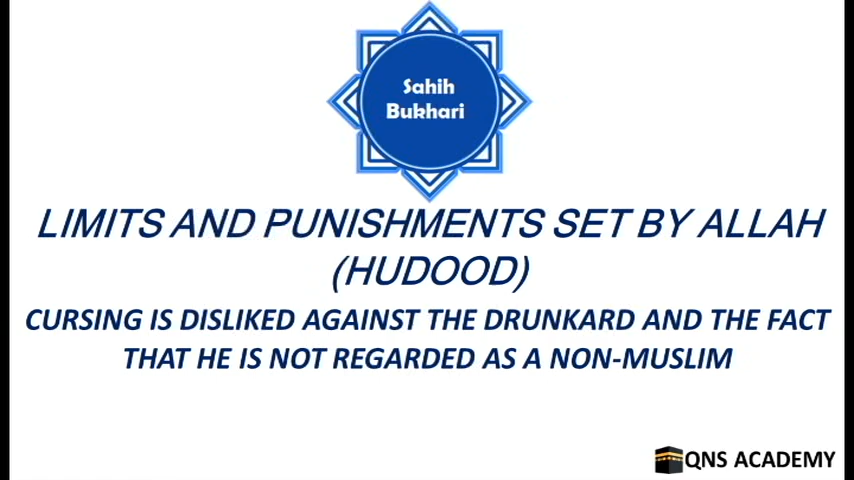 Sahih
Bukhari
LIMITS AND PUNISHMENTS SET BY ALLAH
(HUDOOD)
CURSING IS DISLIKED AGAINST THE DRUNKARD AND THE FACT
THAT HE IS NOT REGARDED AS A NON-MUSLIM
QNS ACADEMY